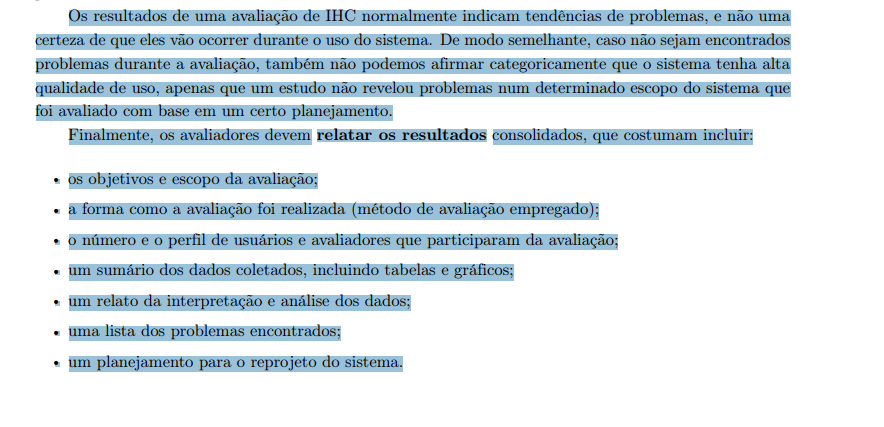 Os resultados de uma avaliação de IHC normalmente indicam tendências de problemas, e não uma
certeza de que eles vão ocorrer durante o uso do sistema. De modo semelhante, caso não sejam encontrados
problemas durante a avaliação, também não podemos afirmar categoricamente que o sistema tenha alta
qualidade de uso, apenas que um estudo não revelou problemas num determinado escopo do sistema que
foi avaliado com base em um certo planejamento.
Finalmente, os avaliadores devem relatar os resultados consolidados, que costumam incluir:
• os objetivos e escopo da avaliação;
• a forma como a avaliação foi realizada (método de avaliação empregado);
• o número e o perfil de usuários e avaliadores que participaram da avaliação;
• um sumário dos dados coletados, incluindo tabelas e gráficos;
• um relato da interpretação e análise dos dados;
• uma lista dos problemas encontrados;
• um planejamento para o reprojeto do sistema.